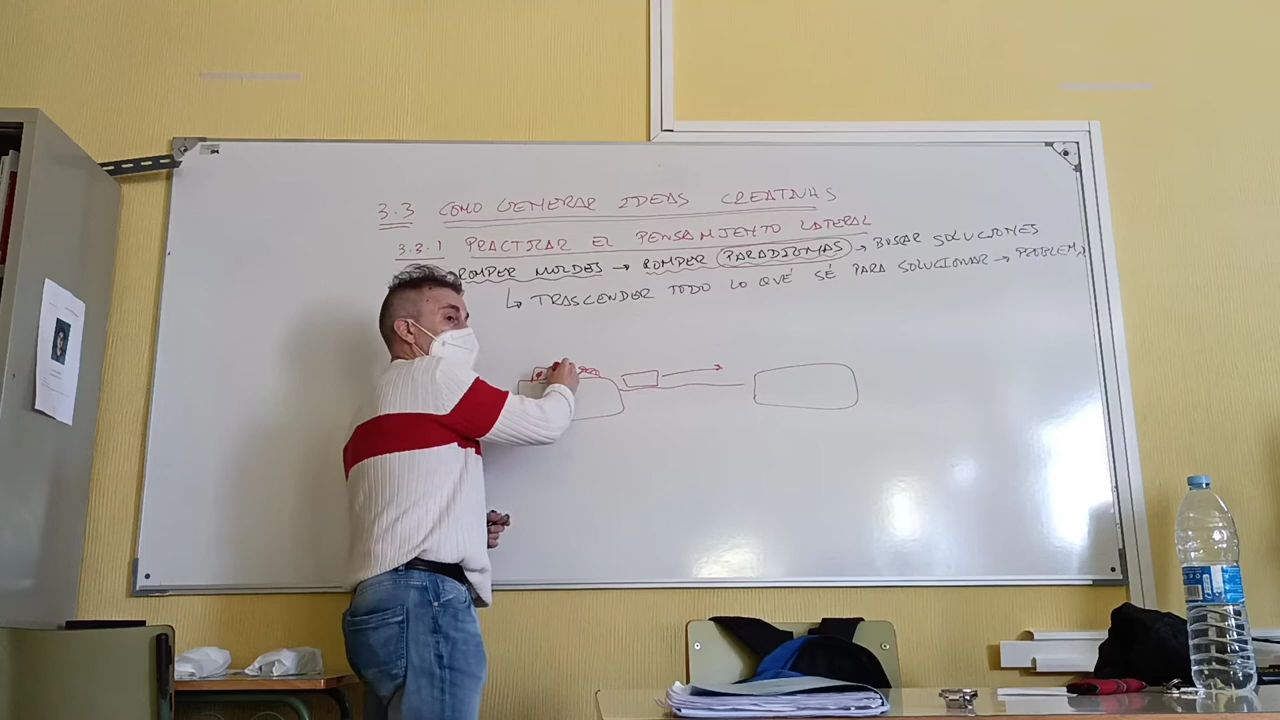 3.3 COMO GENERAR IDEAS CREATIVAS
3.3.1 PRACTICAR EL PENSAMIENTO LATERAL
ROMPER MOLDES → ROMPER PARADIGMAS → BUSCAR SOLUCIONES
↳ TRASCENDER TODO LO QUÉ SÉ PARA SOLUCIONAR → PROBLEMA